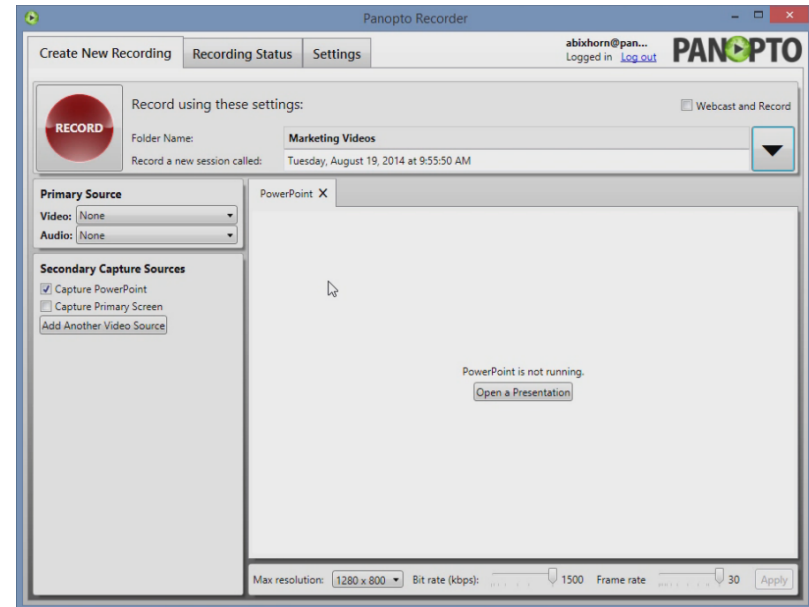 Panopto Recorder
Create New Recording Recording Status Settings
abixhorn@pan...
Logged in Log out
PANOPTO
RECORD
Record using these settings:
Webcast and Record
Folder Name: Marketing Videos
Record a new session called: Tuesday, August 19, 2014 at 9:55:50 AM
Primary Source
Video: None
Audio: None
Secondary Capture Sources
Capture PowerPoint
Capture Primary Screen
Add Another Video Source
PowerPoint X
PowerPoint is not running.
Open a Presentation
Max resolution: 1280 x 800 Bit rate (kbps): 1500 Frame rate 30 Apply